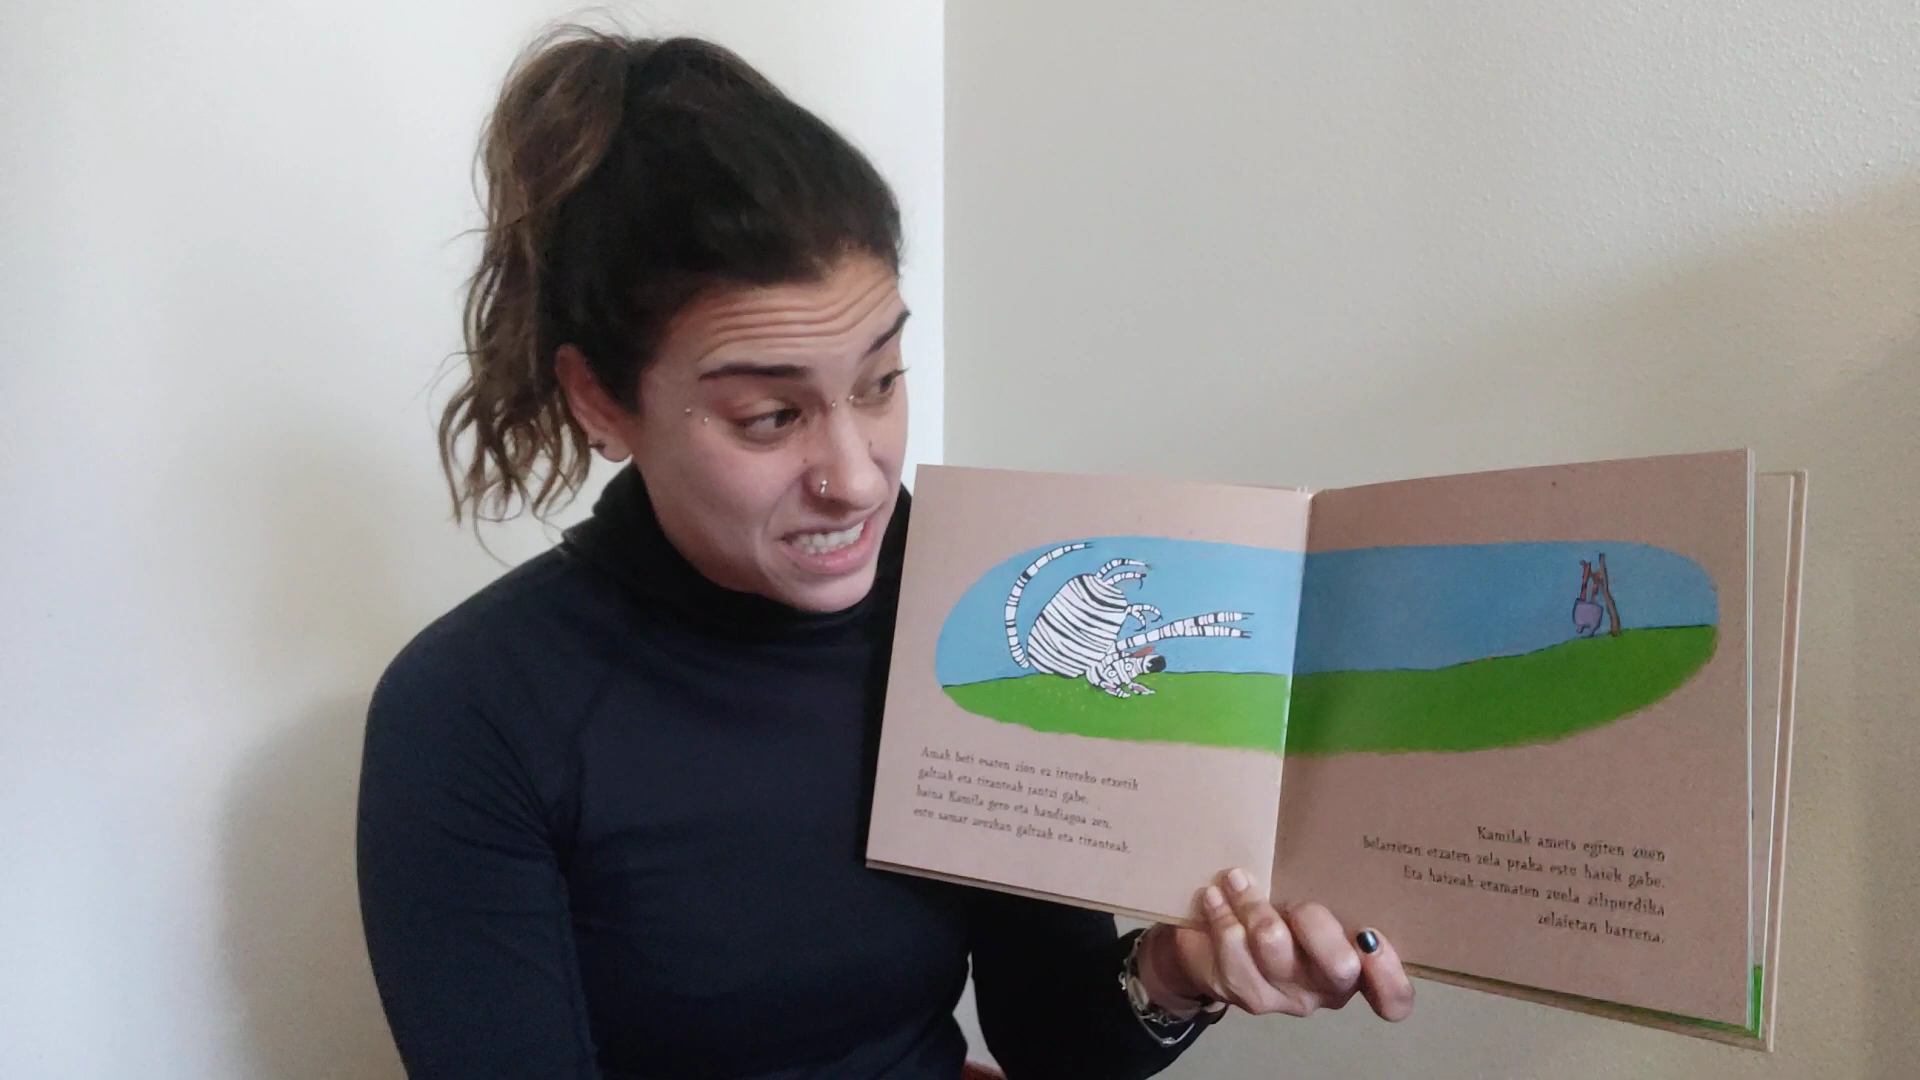 Amak beti esaten zion ez irteteko etxetik
galtzak eta tiranteak jantzi gabe,
baina Kamila gero eta handiagoa zen,
estu samar zeuzkan galtzak eta tiranteak.
Kamilak amets egiten zuen
belarretan etzaten zela praka estu haiek gabe.
Eta haizeak eramaten zuela zilipurdika
zelaietan barrena.